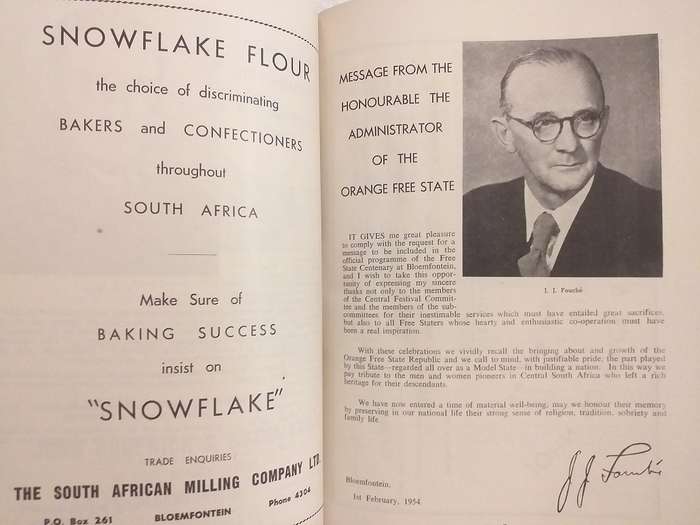 SNOWFLAKE FLOUR
the choice of discriminating
BAKERS and CONFECTIONERS
throughout
SOUTH AFRICA
Make Sure of
BAKING SUCCESS
insist on
"SNOWFLAKE"
TRADE ENQUIRIES:
THE SOUTH AFRICAN MILLING COMPANY LTD.
P.O. Box 261 BLOEMFONTEIN Phone 4304
MESSAGE FROM THE
HONOURABLE THE
ADMINISTRATOR
OF THE
ORANGE FREE STATE
J. J. Fouché
IT GIVES me great pleasure
to comply with the request for a
message to be included in the
official programme of the Free
State Centenary at Bloemfontein,
and I wish to take this oppor-
tunity of expressing my sincere
thanks not only to the members
of the Central Festival Commit-
tee and the members of the sub-
committees for their inestimable services which must have entailed great sacrifices,
but also to all Free Staters whose hearty and enthusiastic co-operation must have
been a real inspiration.
With these celebrations we vividly recall the bringing about and growth of the
Orange Free State Republic and we call to mind, with justifiable pride, the part played
by this State—regarded all over as a Model State—in building a nation. In this way we
pay tribute to the men and women pioneers in Central South Africa who left a rich
heritage for their descendants.
We have now entered a time of material well-being, may we honour their memory
by preserving in our national life their strong sense of religion, tradition, sobriety and
family life.
J J Fouché
Bloemfontein,
1st February, 1954.